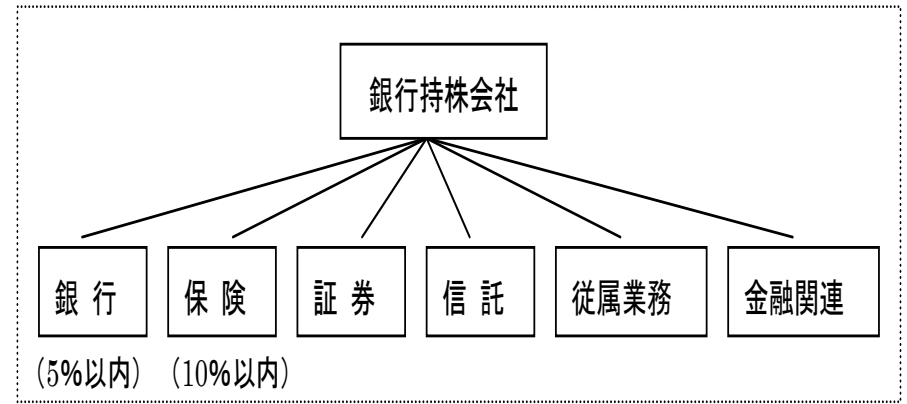 銀行持株会社
銀 行
保 険
証 券
信 託
従属業務
金融関連
(5%以内)
(10%以内)